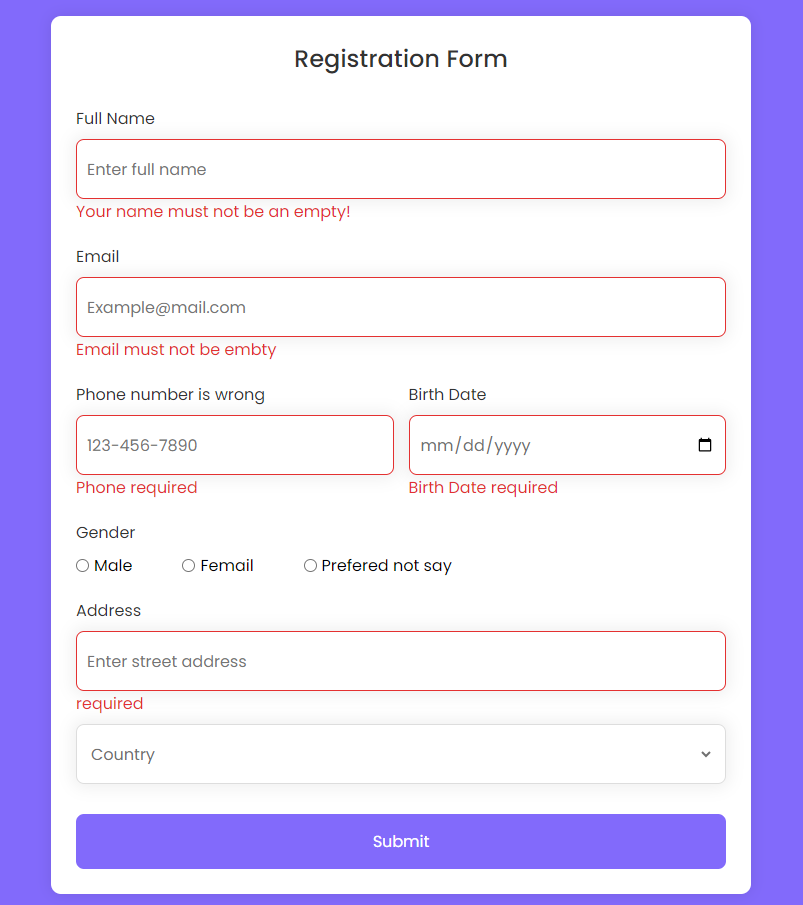 Registration Form
Full Name
Enter full name
Your name must not be an empty!
Email
Example@mail.com
Email must not be embty
Phone number is wrong Birth Date
123-456-7890 mm/dd/yyyy
Phone required Birth Date required
Gender
Male Femail Prefered not say
Address
Enter street address
required
Country
Submit